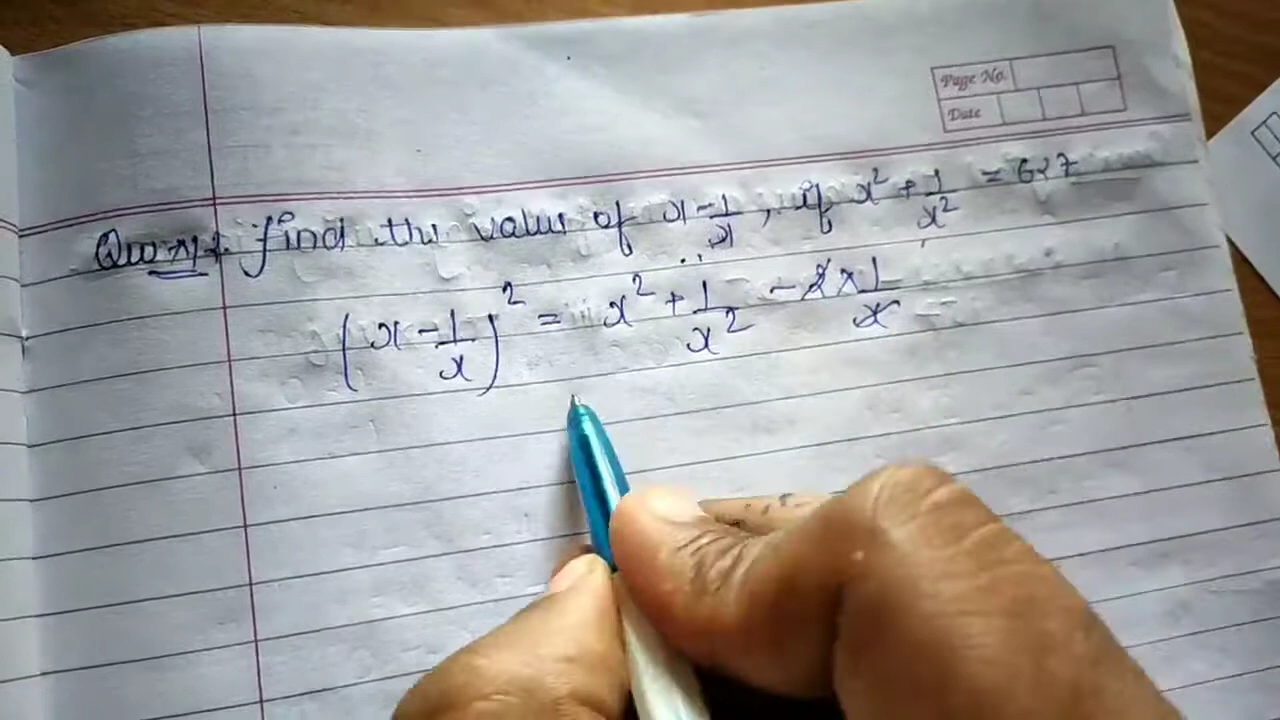 Page No.
Date
find the value of x - 1/x, if x² + 1/x² = 627
(x - 1/x)² = x² + 1/x² - 2 × 1/x